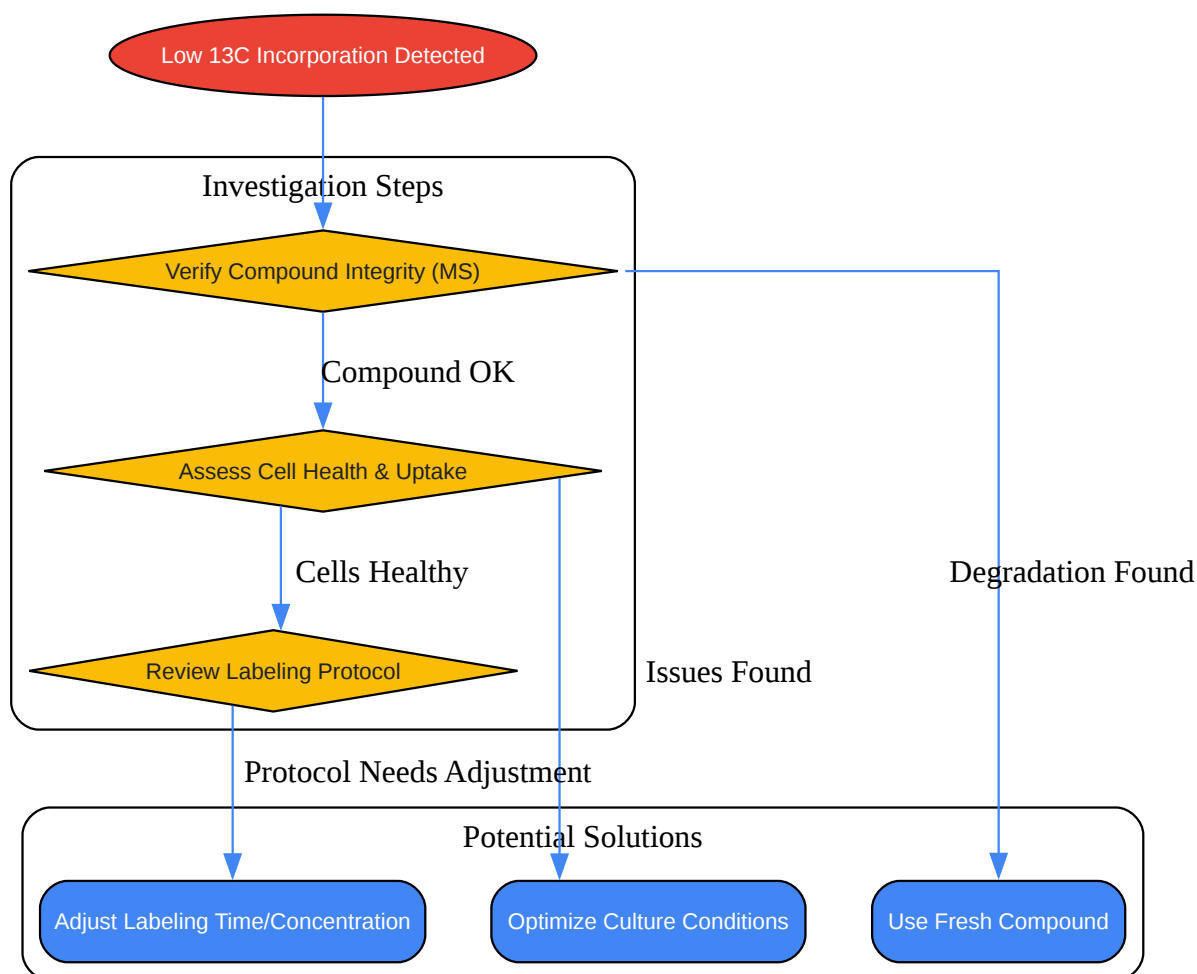 Low 13C Incorporation Detected
Investigation Steps
Verify Compound Integrity (MS)
Compound OK
Assess Cell Health & Uptake
Cells Healthy
Degradation Found
Review Labeling Protocol
Issues Found
Protocol Needs Adjustment
Potential Solutions
Adjust Labeling Time/Concentration
Optimize Culture Conditions
Use Fresh Compound